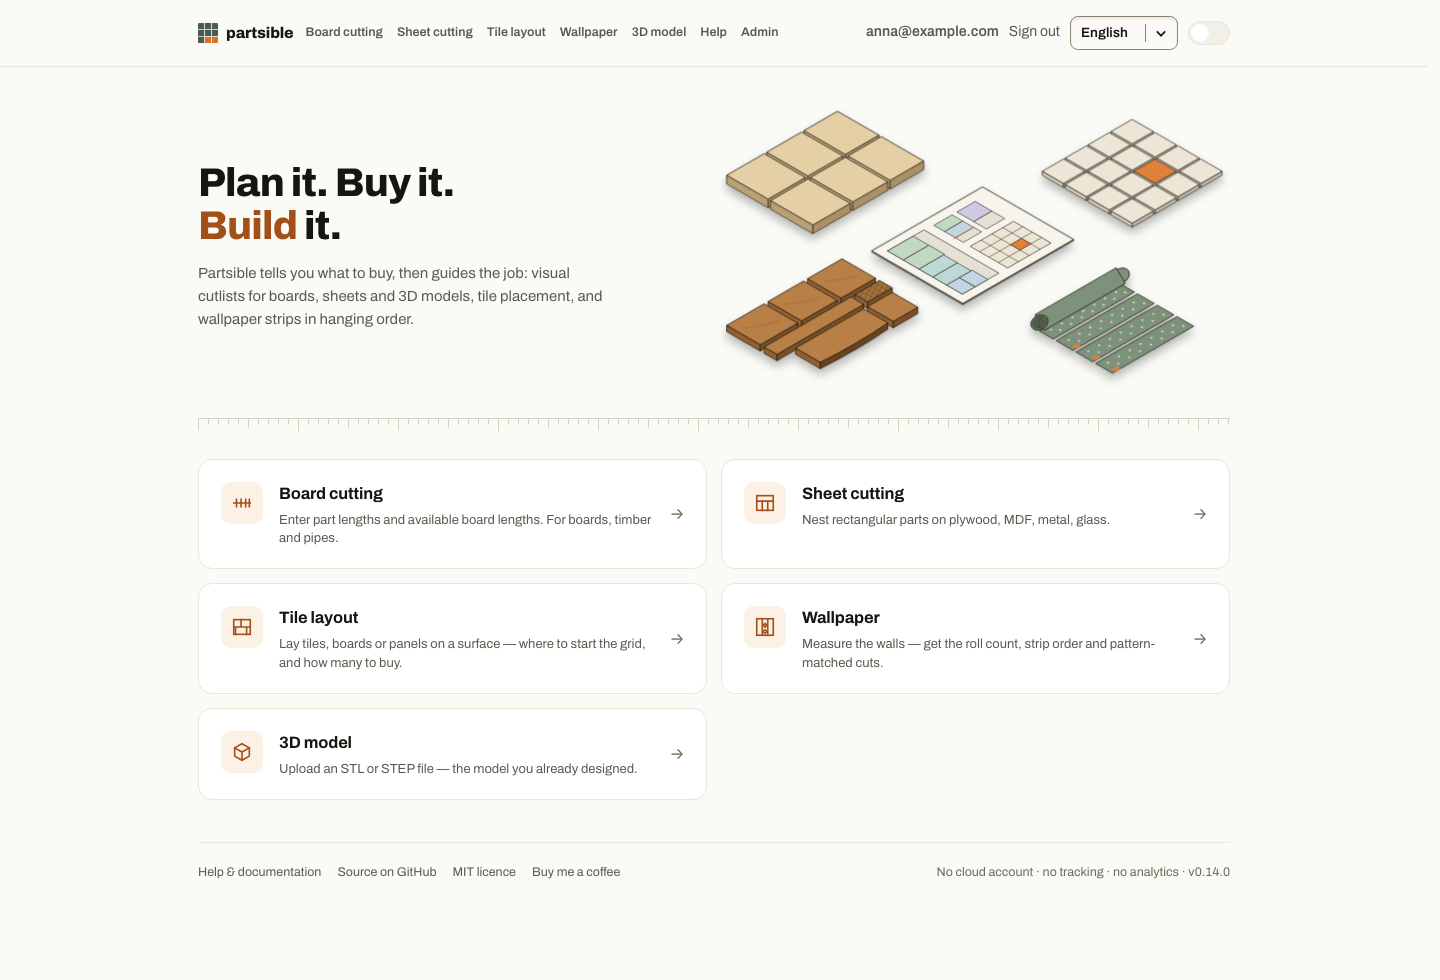 partsible
Board cutting
Sheet cutting
Tile layout
Wallpaper
3D model
Help
Admin
anna@example.com
Sign out
English
Plan it. Buy it.
Build it.
Partsible tells you what to buy, then guides the job: visual
cutlists for boards, sheets and 3D models, tile placement, and
wallpaper strips in hanging order.
Board cutting
Enter part lengths and available board lengths. For boards, timber
and pipes.
Sheet cutting
Nest rectangular parts on plywood, MDF, metal, glass.
Tile layout
Lay tiles, boards or panels on a surface — where to start the grid,
and how many to buy.
Wallpaper
Measure the walls — get the roll count, strip order and pattern-
matched cuts.
3D model
Upload an STL or STEP file — the model you already designed.
Help & documentation
Source on GitHub
MIT licence
Buy me a coffee
No cloud account · no tracking · no analytics · v0.14.0